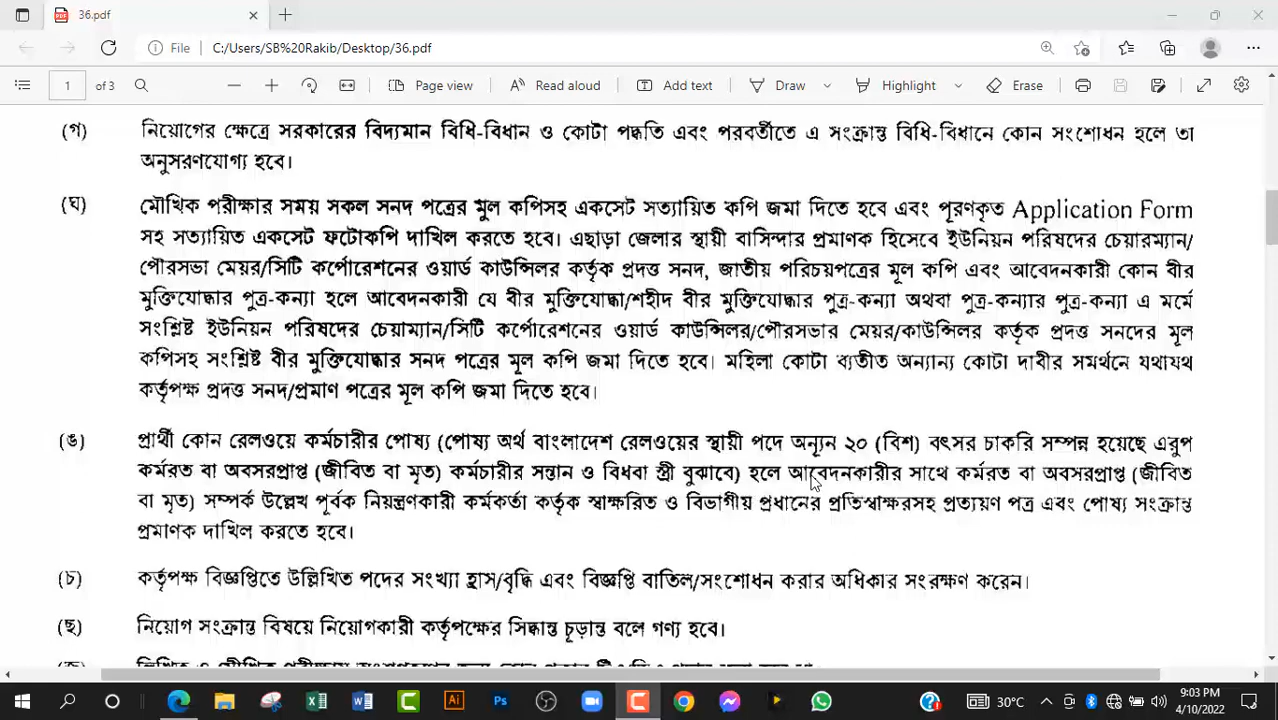 36.pdf
File
C:/Users/SB%20Rakib/Desktop/36.pdf
1 of 3
Page view
Read aloud
Add text
Draw
Highlight
Erase
(গ) নিয়োগের ক্ষেত্রে সরকারের বিদ্যমান বিধি-বিধান ও কোটা পদ্ধতি এবং পরবর্তীতে এ সংক্রান্ত বিধি-বিধানে কোন সংশোধন হলে তা
অনুসরণযোগ্য হবে।
(ঘ) মৌখিক পরীক্ষার সময় সকল সনদ পত্রের মুল কপিসহ একসেট সত্যায়িত কপি জমা দিতে হবে এবং পূরণকৃত Application Form
সহ সত্যায়িত একসেট ফটোকপি দাখিল করতে হবে। এছাড়া জেলার স্থায়ী বাসিন্দার প্রমাণক হিসেবে ইউনিয়ন পরিষদের চেয়ারম্যান/
পৌরসভা মেয়র/সিটি কর্পোরেশনের ওয়ার্ড কাউন্সিলর কর্তৃক প্রদত্ত সনদ, জাতীয় পরিচয়পত্রের মূল কপি এবং আবেদনকারী কোন বীর
মুক্তিযোদ্ধার পুত্র-কন্যা হলে আবেদনকারী যে বীর মুক্তিযোদ্ধা/শহীদ বীর মুক্তিযোদ্ধার পুত্র-কন্যা অথবা পুত্র-কন্যার পুত্র-কন্যা এ মর্মে
সংশ্লিষ্ট ইউনিয়ন পরিষদের চেয়াম্যান/সিটি কর্পোরেশনের ওয়ার্ড কাউন্সিলর/পৌরসভার মেয়র/কাউন্সিলর কর্তৃক প্রদত্ত সনদের মূল
কপিসহ সংশ্লিষ্ট বীর মুক্তিযোদ্ধার সনদ পত্রের মূল কপি জমা দিতে হবে। মহিলা কোটা ব্যতীত অন্যান্য কোটা দাবীর সমর্থনে যথাযথ
কর্তৃপক্ষ প্রদত্ত সনদ/প্রমাণ পত্রের মূল কপি জমা দিতে হবে।
(ঙ) প্রার্থী কোন রেলওয়ে কর্মচারীর পোষ্য (পোষ্য অর্থ বাংলাদেশ রেলওয়ের স্থায়ী পদে অন্যূন ২০ (বিশ) বৎসর চাকরি সম্পন্ন হয়েছে এরুপ
কর্মরত বা অবসরপ্রাপ্ত (জীবিত বা মৃত) কর্মচারীর সন্তান ও বিধবা স্ত্রী বুঝাবে) হলে আবেদনকারীর সাথে কর্মরত বা অবসরপ্রাপ্ত (জীবিত
বা মৃত) সম্পর্ক উল্লেখ পূর্বক নিয়ন্ত্রণকারী কর্মকর্তা কর্তৃক স্বাক্ষরিত ও বিভাগীয় প্রধানের প্রতিস্বাক্ষরসহ প্রত্যয়ণ পত্র এবং পোষ্য সংক্রান্ত
প্রমাণক দাখিল করতে হবে।
(চ) কর্তৃপক্ষ বিজ্ঞপ্তিতে উল্লিখিত পদের সংখ্যা হ্রাস/বৃদ্ধি এবং বিজ্ঞপ্তি বাতিল/সংশোধন করার অধিকার সংরক্ষণ করেন।
(ছ) নিয়োগ সংক্রান্ত বিষয়ে নিয়োগকারী কর্তৃপক্ষের সিদ্ধান্ত চূড়ান্ত বলে গণ্য হবে।
30°C
9:03 PM
4/10/2022